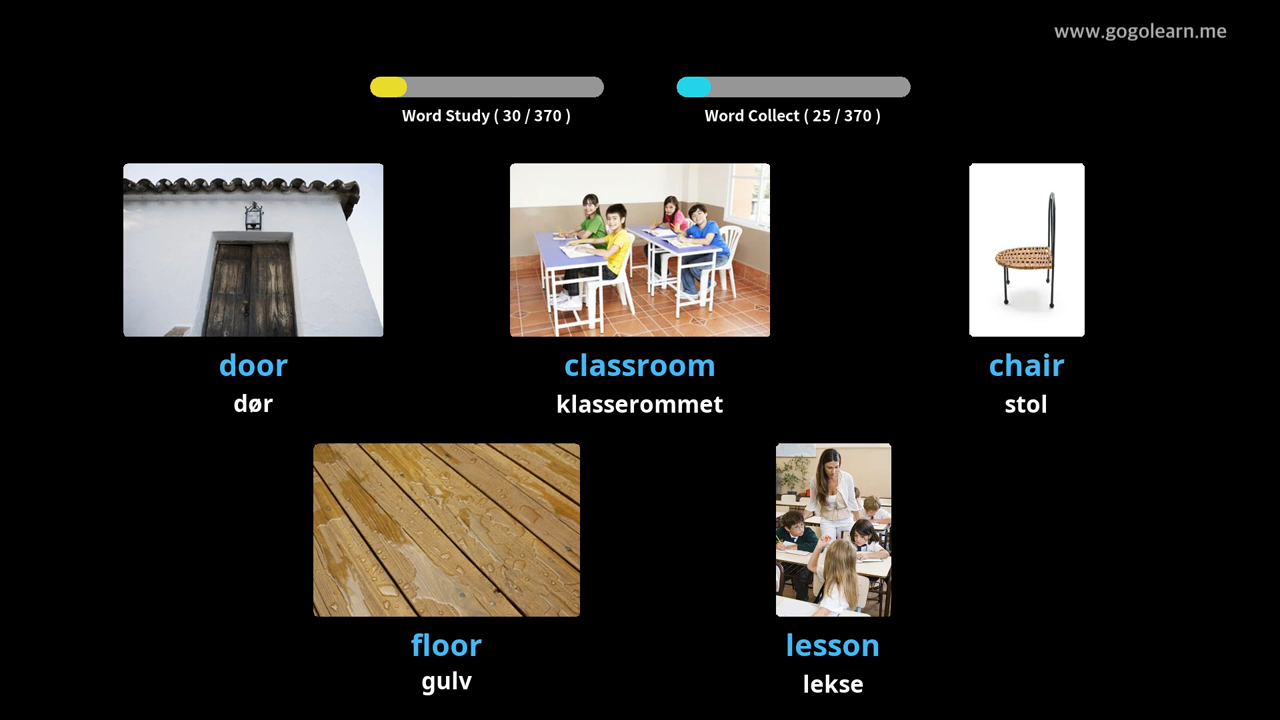 www.gogolearn.me
Word Study ( 30 / 370 )
Word Collect ( 25 / 370 )
door
classroom
chair
dør
klasserommet
stol
floor
lesson
gulv
lekse